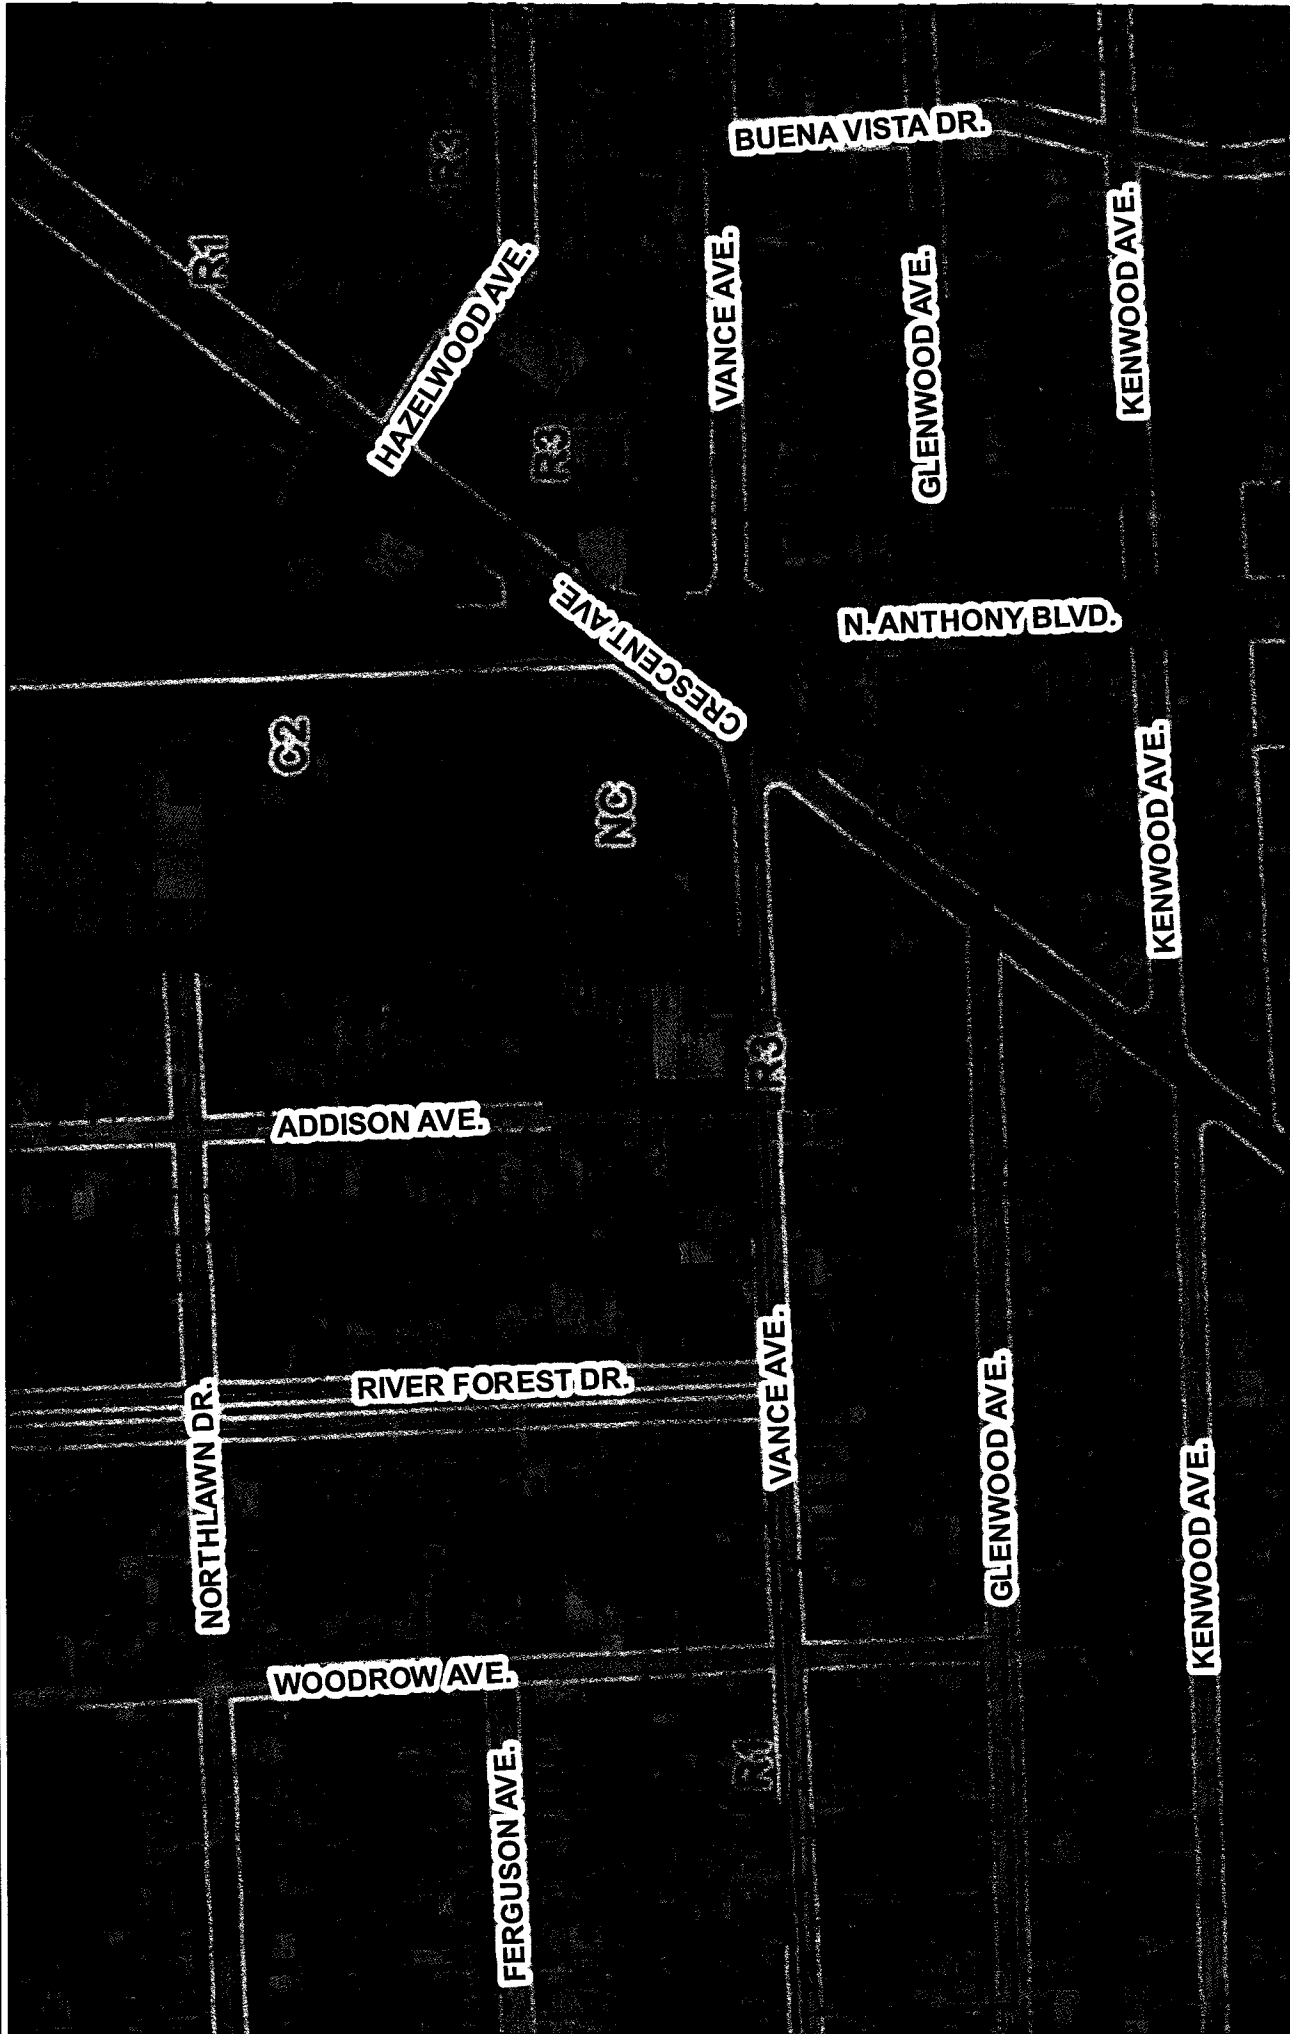 BUENA VISTA DR.
R3
KENWOOD AVE.
R1
HAZELWOOD AVE.
VANCE AVE.
GLENWOOD AVE.
R3
CRESCENT AVE.
N. ANTHONY BLVD.
C2
NC
KENWOOD AVE.
R3
ADDISON AVE.
VANCE AVE.
RIVER FOREST DR.
NORTHLAWN DR.
GLENWOOD AVE.
KENWOOD AVE.
WOODROW AVE.
R1
FERGUSON AVE.